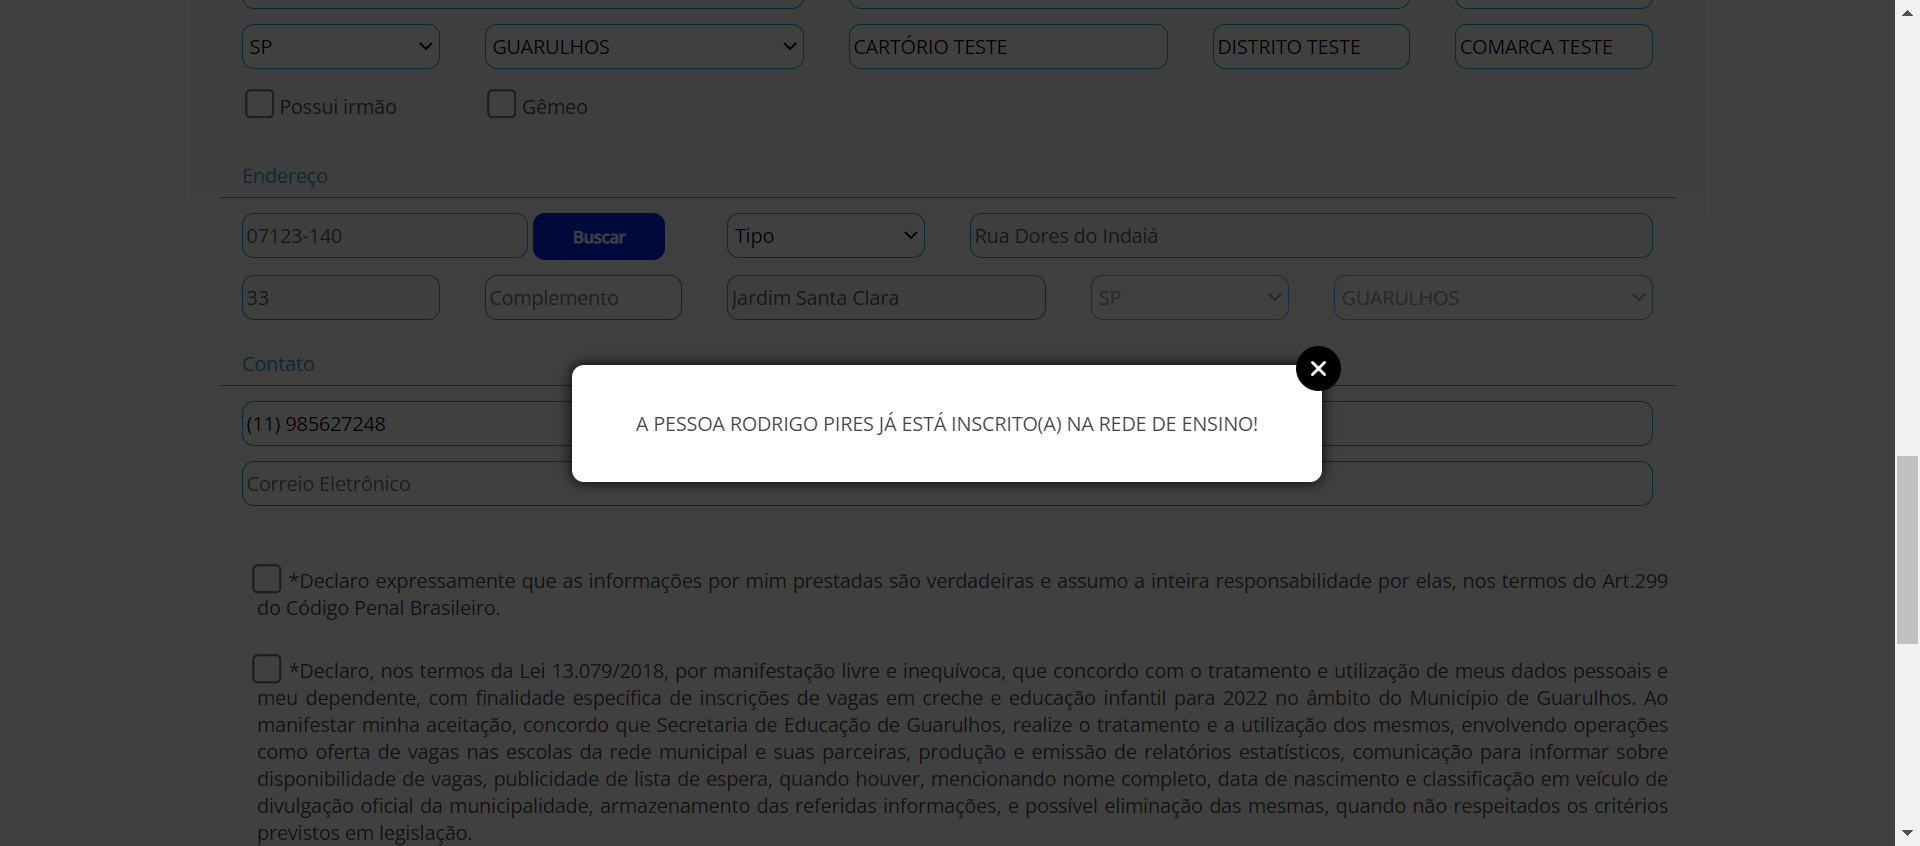 SP GUARULHOS CARTÓRIO TESTE DISTRITO TESTE COMARCA TESTE
Possui irmão Gêmeo
Endereço
07123-140 Buscar Tipo Rua Dores do Indaiá
33 Complemento Jardim Santa Clara SP GUARULHOS
Contato
A PESSOA RODRIGO PIRES JÁ ESTÁ INSCRITO(A) NA REDE DE ENSINO!
(11) 985627248
Correio Eletrônico
*Declaro expressamente que as informações por mim prestadas são verdadeiras e assumo a inteira responsabilidade por elas, nos termos do Art.299
do Código Penal Brasileiro.
*Declaro, nos termos da Lei 13.079/2018, por manifestação livre e inequívoca, que concordo com o tratamento e utilização de meus dados pessoais e
meu dependente, com finalidade específica de inscrições de vagas em creche e educação infantil para 2022 no âmbito do Município de Guarulhos. Ao
manifestar minha aceitação, concordo que Secretaria de Educação de Guarulhos, realize o tratamento e a utilização dos mesmos, envolvendo operações
como oferta de vagas nas escolas da rede municipal e suas parceiras, produção e emissão de relatórios estatísticos, comunicação para informar sobre
disponibilidade de vagas, publicidade de lista de espera, quando houver, mencionando nome completo, data de nascimento e classificação em veículo de
divulgação oficial da municipalidade, armazenamento das referidas informações, e possível eliminação das mesmas, quando não respeitados os critérios
previstos em legislação.